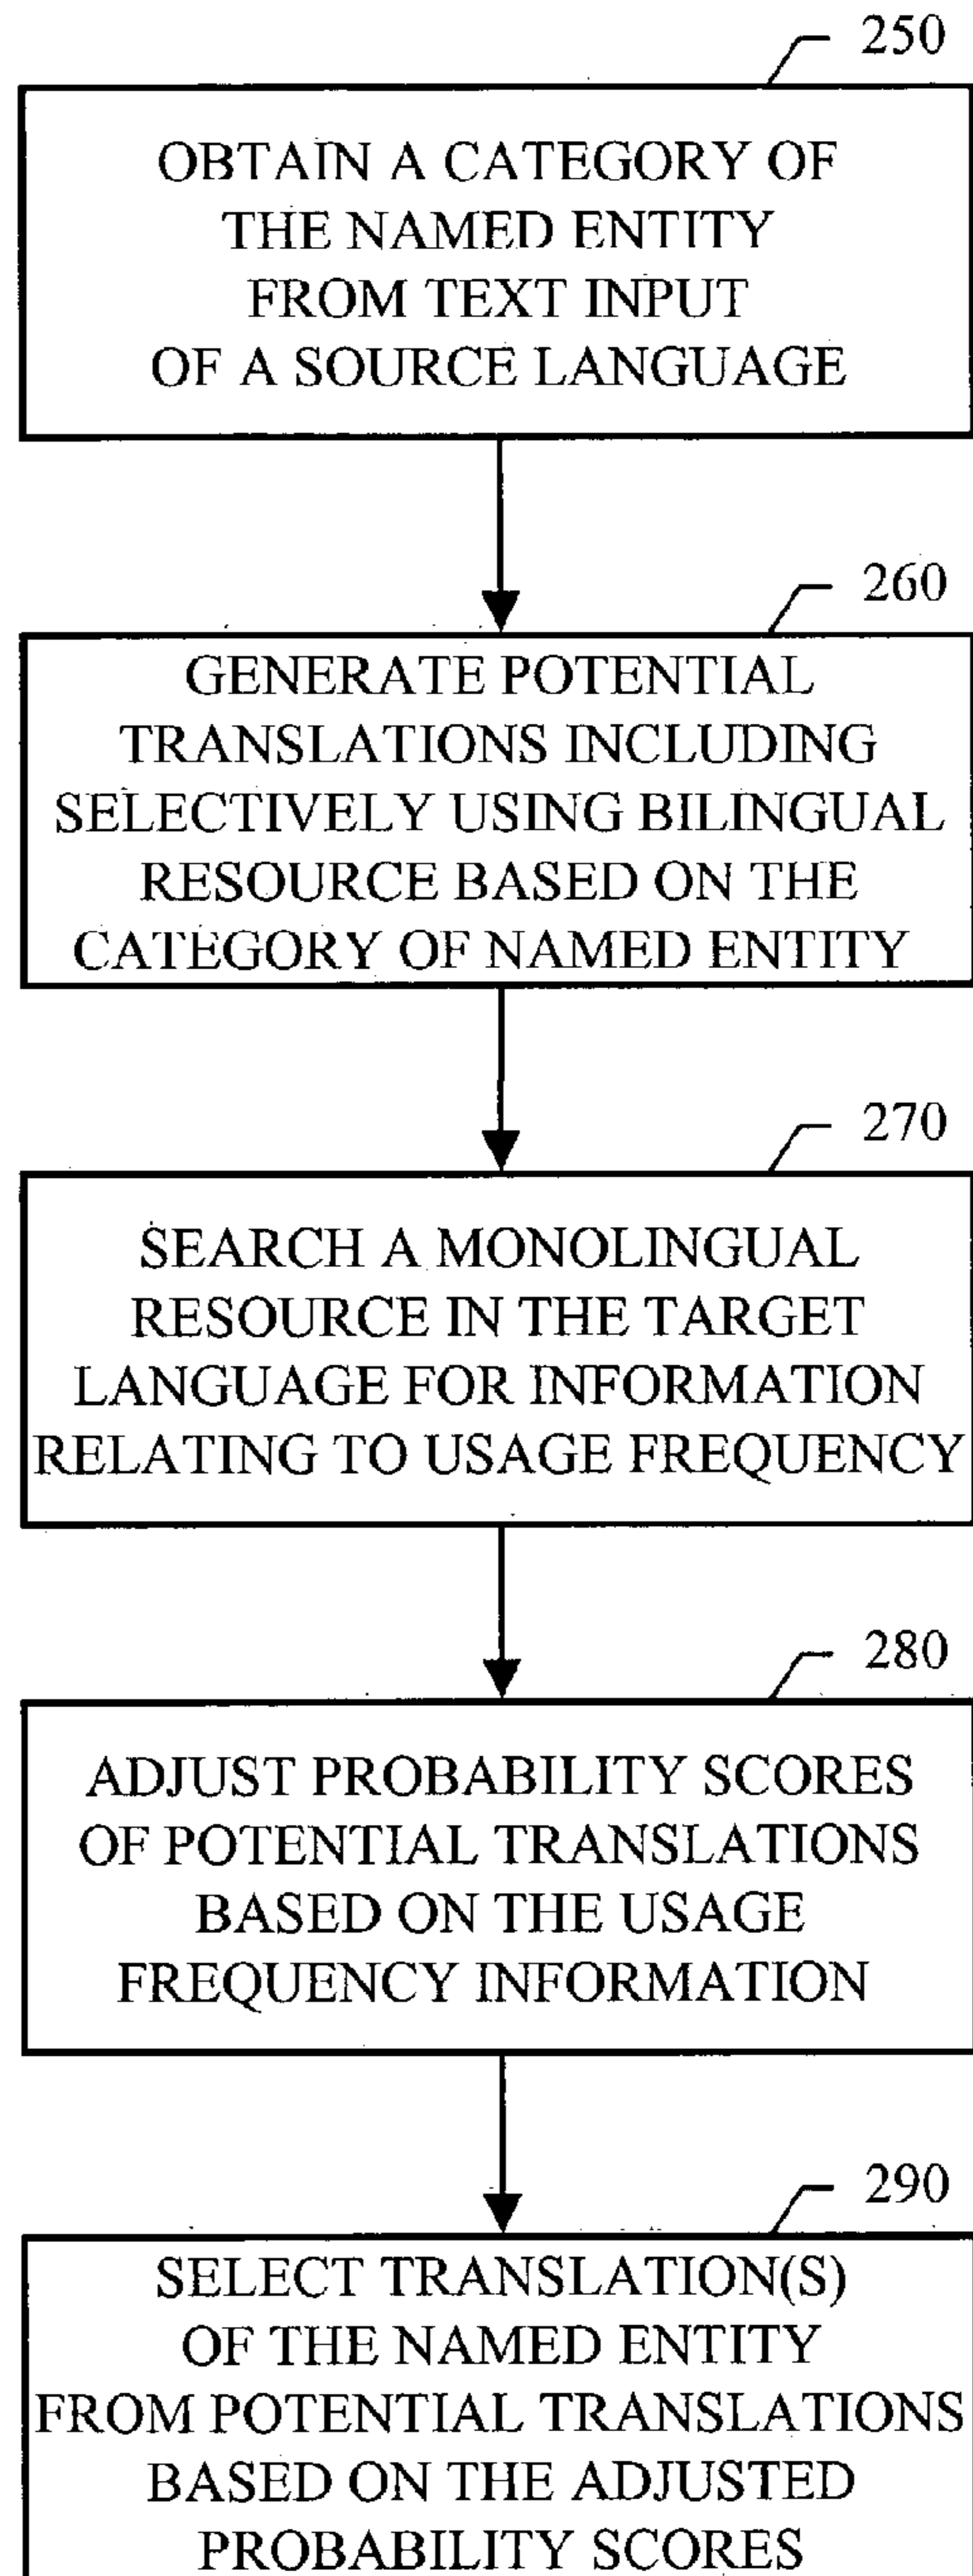 250
OBTAIN A CATEGORY OF
THE NAMED ENTITY
FROM TEXT INPUT
OF A SOURCE LANGUAGE
260
GENERATE POTENTIAL
TRANSLATIONS INCLUDING
SELECTIVELY USING BILINGUAL
RESOURCE BASED ON THE
CATEGORY OF NAMED ENTITY
270
SEARCH A MONOLINGUAL
RESOURCE IN THE TARGET
LANGUAGE FOR INFORMATION
RELATING TO USAGE FREQUENCY
280
ADJUST PROBABILITY SCORES
OF POTENTIAL TRANSLATIONS
BASED ON THE USAGE
FREQUENCY INFORMATION
290
SELECT TRANSLATION(S)
OF THE NAMED ENTITY
FROM POTENTIAL TRANSLATIONS
BASED ON THE ADJUSTED
PROBABILITY SCORES